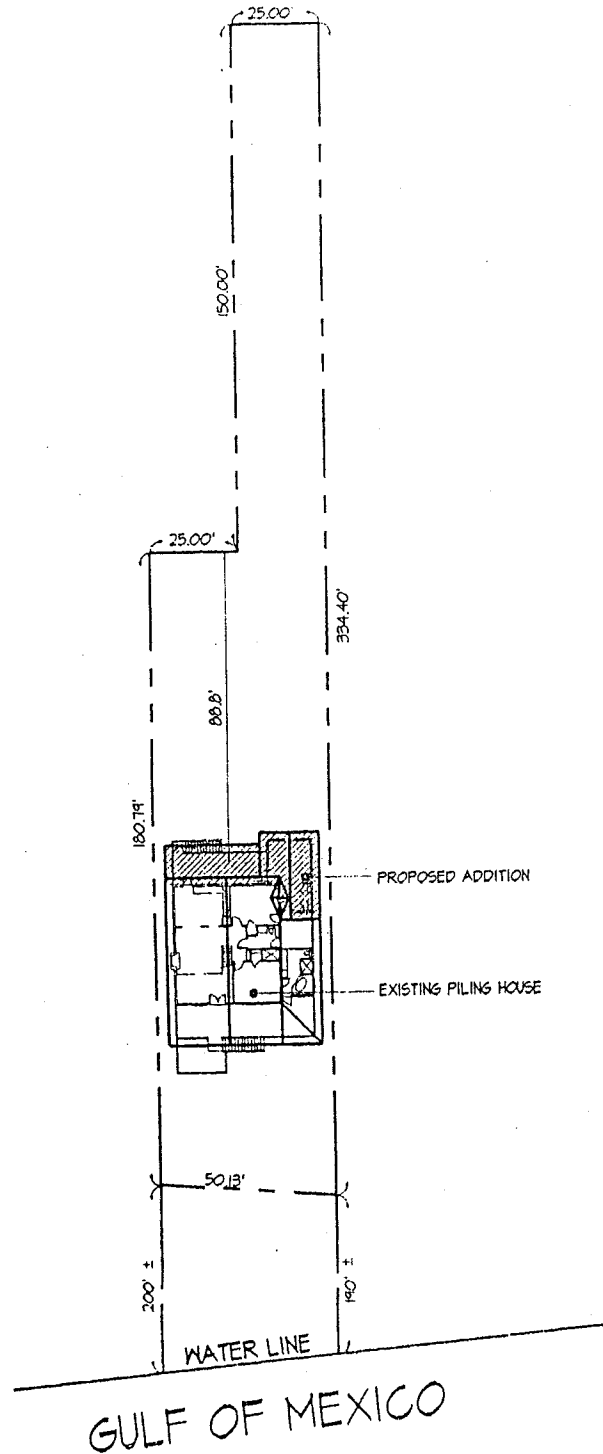 25.00'
150.00'
25.00'
334.40'
88.8'
180.79'
PROPOSED ADDITION
EXISTING PILING HOUSE
50.13'
200' ±
190' ±
WATER LINE
GULF OF MEXICO